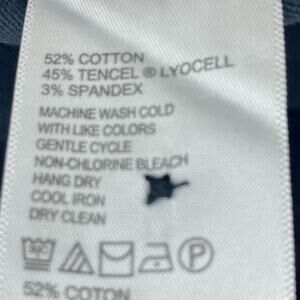 52% COTTON
45% TENCEL ® LYOCELL
3% SPANDEX
MACHINE WASH COLD
WITH LIKE COLORS
GENTLE CYCLE
NON-CHLORINE BLEACH
HANG DRY
COOL IRON
DRY CLEAN
P
52% COTON